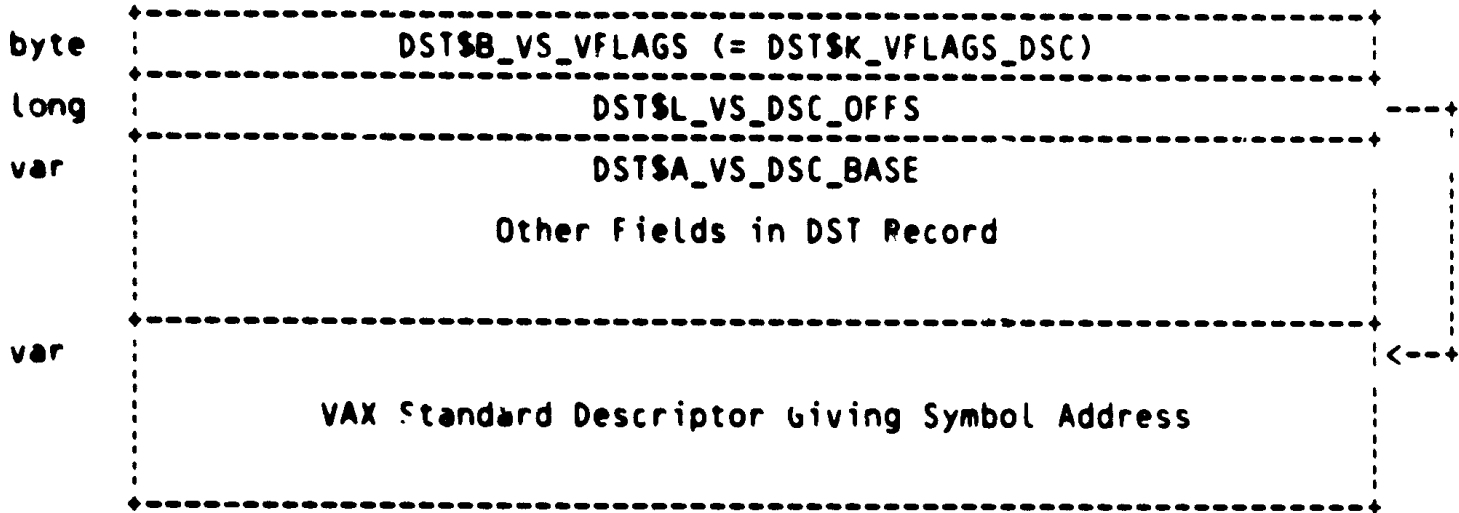 byte DST$B_VS_VFLAGS (= DST$K_VFLAGS_DSC)
long DST$L_VS_DSC_OFFS
var DST$A_VS_DSC_BASE
Other Fields in DST Record
var
VAX Standard Descriptor Giving Symbol Address